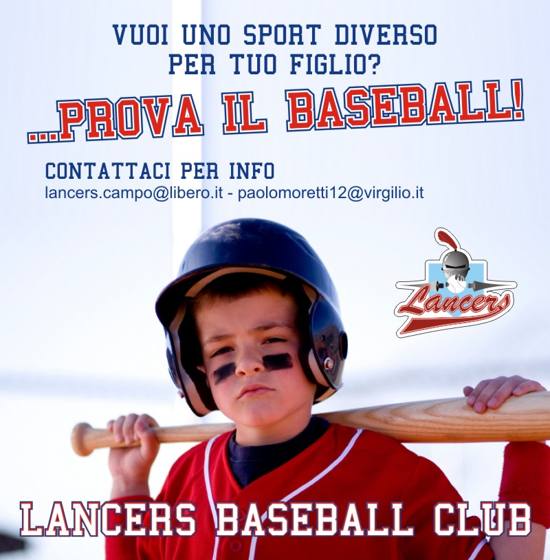 VUOI UNO SPORT DIVERSO
PER TUO FIGLIO?
...PROVA IL BASEBALL!
CONTATTACI PER INFO
lancers.campo@libero.it - paolomoretti12@virgilio.it
Lancers
LANCERS BASEBALL CLUB